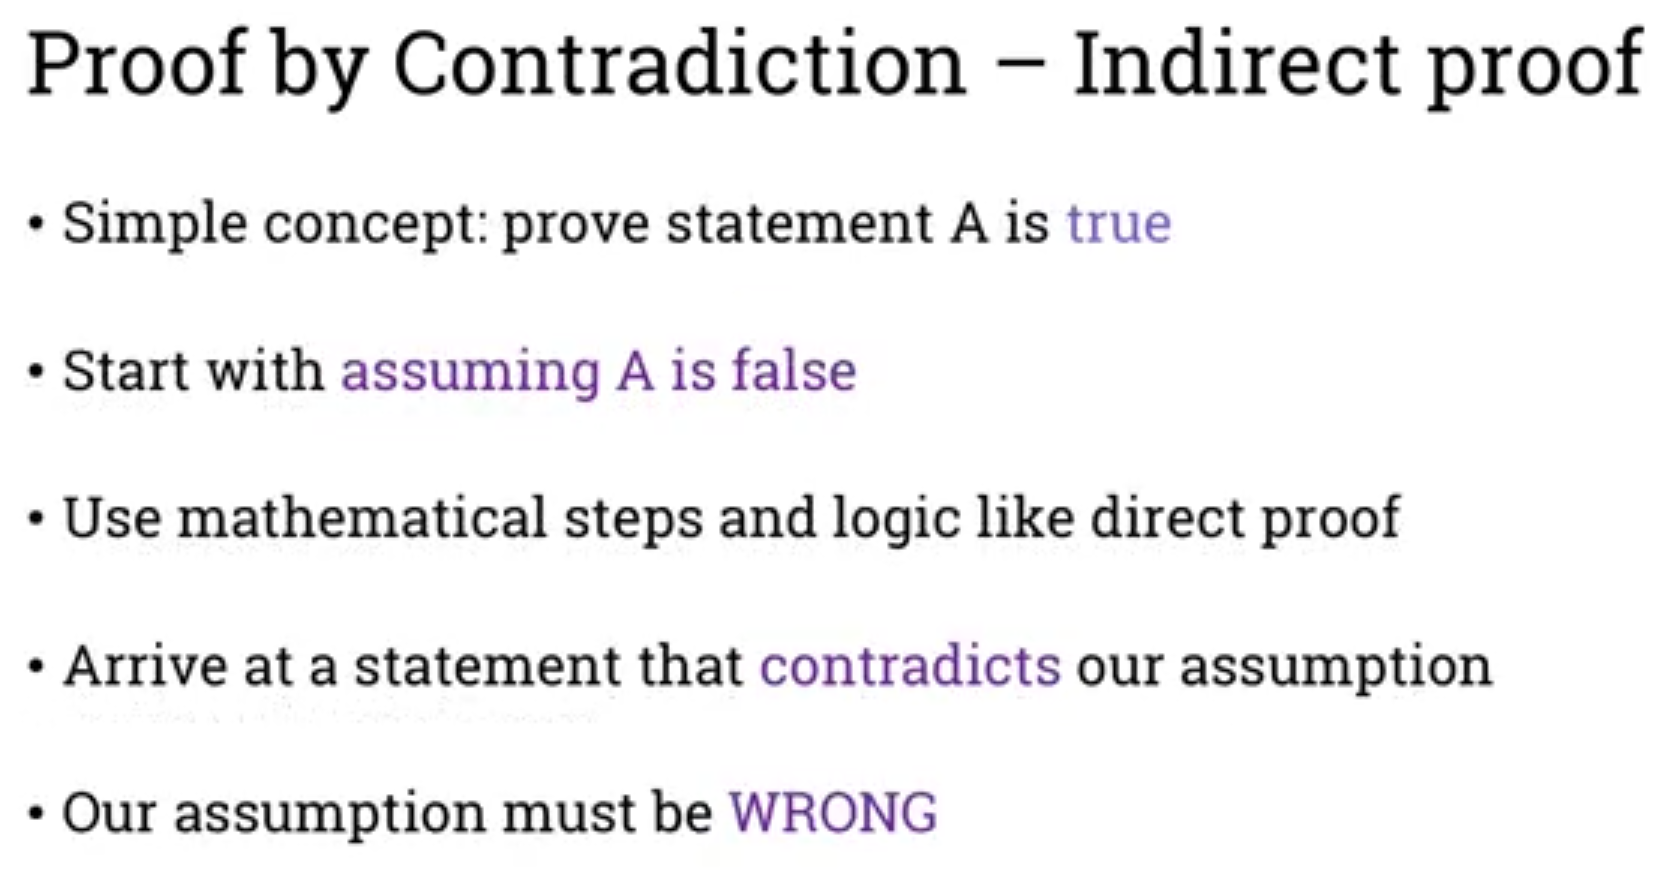 Proof by Contradiction – Indirect proof
• Simple concept: prove statement A is true
• Start with assuming A is false
• Use mathematical steps and logic like direct proof
• Arrive at a statement that contradicts our assumption
• Our assumption must be WRONG